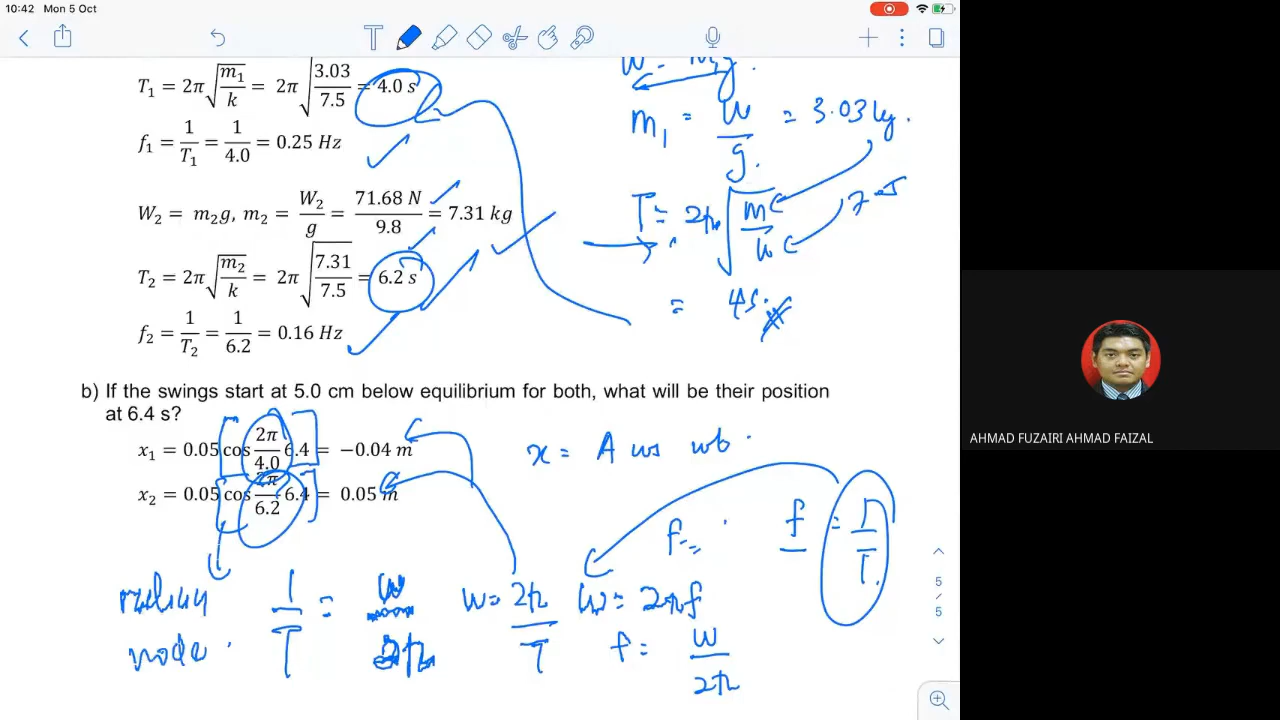 10:42 Mon 5 Oct
T₁ = 2π√(m₁/k) = 2π√(3.03/7.5) = 4.0 s
f₁ = 1/T₁ = 1/4.0 = 0.25 Hz
W₂ = m₂g, m₂ = W₂/g = 71.68 N/9.8 = 7.31 kg
T₂ = 2π√(m₂/k) = 2π√(7.31/7.5) = 6.2 s
f₂ = 1/T₂ = 1/6.2 = 0.16 Hz
m₁ = W/g. = 3.03 kg.
T = 2π√(m/k)
7.5
= 4s.
b) If the swings start at 5.0 cm below equilibrium for both, what will be their position
at 6.4 s?
x₁ = 0.05 [cos 2π/4.0 6.4] = −0.04 m
x₂ = 0.05 [cos 2π/6.2 6.4] = 0.05 m
x = A cos wt.
f = f = 1/T
radian
mode.
1/T = w/2π
w = 2π/T
w = 2πf
f = w/2π
5
/
5
AHMAD FUZAIRI AHMAD FAIZAL